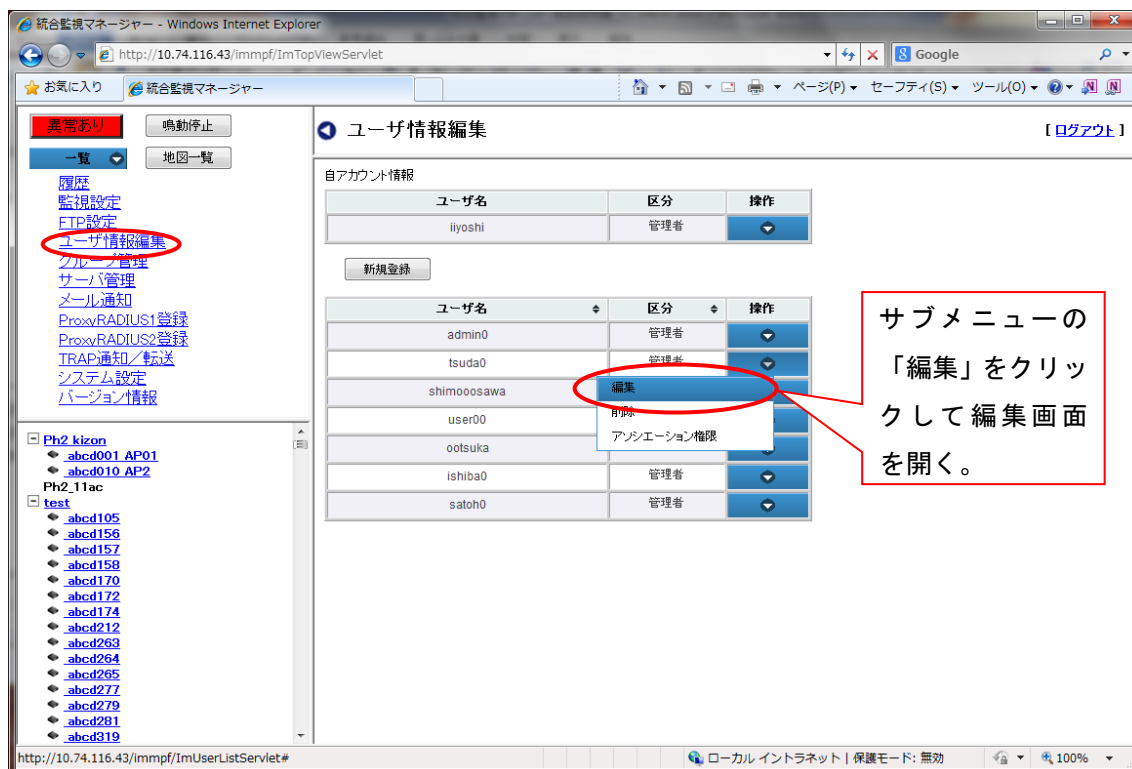 統合監視マネージャー - Windows Internet Explorer
http://10.74.116.43/immpf/ImTopViewServlet
Google
お気に入り
統合監視マネージャー
ページ(P)
セーフティ(S)
ツール(O)
異常あり
鳴動停止
一覧
地図一覧
履歴
監視設定
FTP設定
ユーザ情報編集
グループ管理
サーバ管理
メール通知
ProxyRADIUS1登録
ProxyRADIUS2登録
TRAP通知／転送
システム設定
バージョン情報
Ph2 kizon
abcd001 AP01
abcd010 AP2
Ph2_11ac
test
abcd105
abcd156
abcd157
abcd158
abcd170
abcd172
abcd174
abcd212
abcd263
abcd264
abcd265
abcd277
abcd279
abcd281
abcd319
ユーザ情報編集
[ ログアウト ]
自アカウント情報
ユーザ名 区分 操作
iiyoshi 管理者
新規登録
ユーザ名 区分 操作
admin0 管理者
tsuda0 管理者
shimooosawa
user00
ootsuka
ishiba0 管理者
satoh0 管理者
編集
削除
アソシエーション権限
サブメニューの
「編集」をクリッ
クして編集画面
を開く。
http://10.74.116.43/immpf/ImUserListServlet#
ローカル イントラネット | 保護モード: 無効
100%